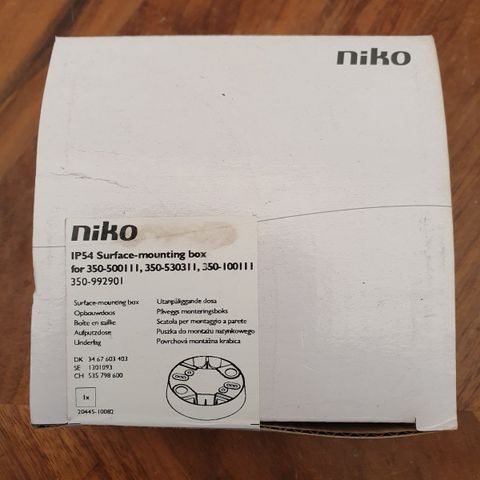 niko
niko
IP54 Surface-mounting box
for 350-500111, 350-530311, 350-100111
350-992901
Surface-mounting box
Opbouwdoos
Boîte en saillie
Aufputzdose
Underlag
Utanpåliggande dosa
Påveggs monteringsboks
Scatola per montaggio a parete
Puszka do montażu natynkowego
Povrchová montážna krabica
DK 34 67 603 403
SE 1301093
CH 535 798 600
1x
20445-10082